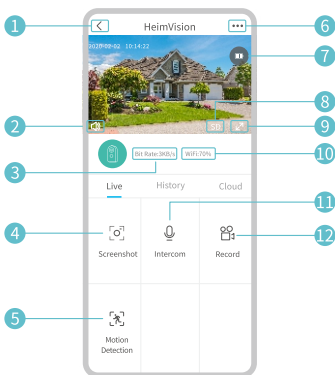 1
HeimVision
6
2020-08-02 10:14:22
7
8
2
SD
9
Bit Rate:3KB/s
WiFi:70%
10
3
Live
History
Cloud
11
4
12
Screenshot
Intercom
Record
5
Motion
Detection